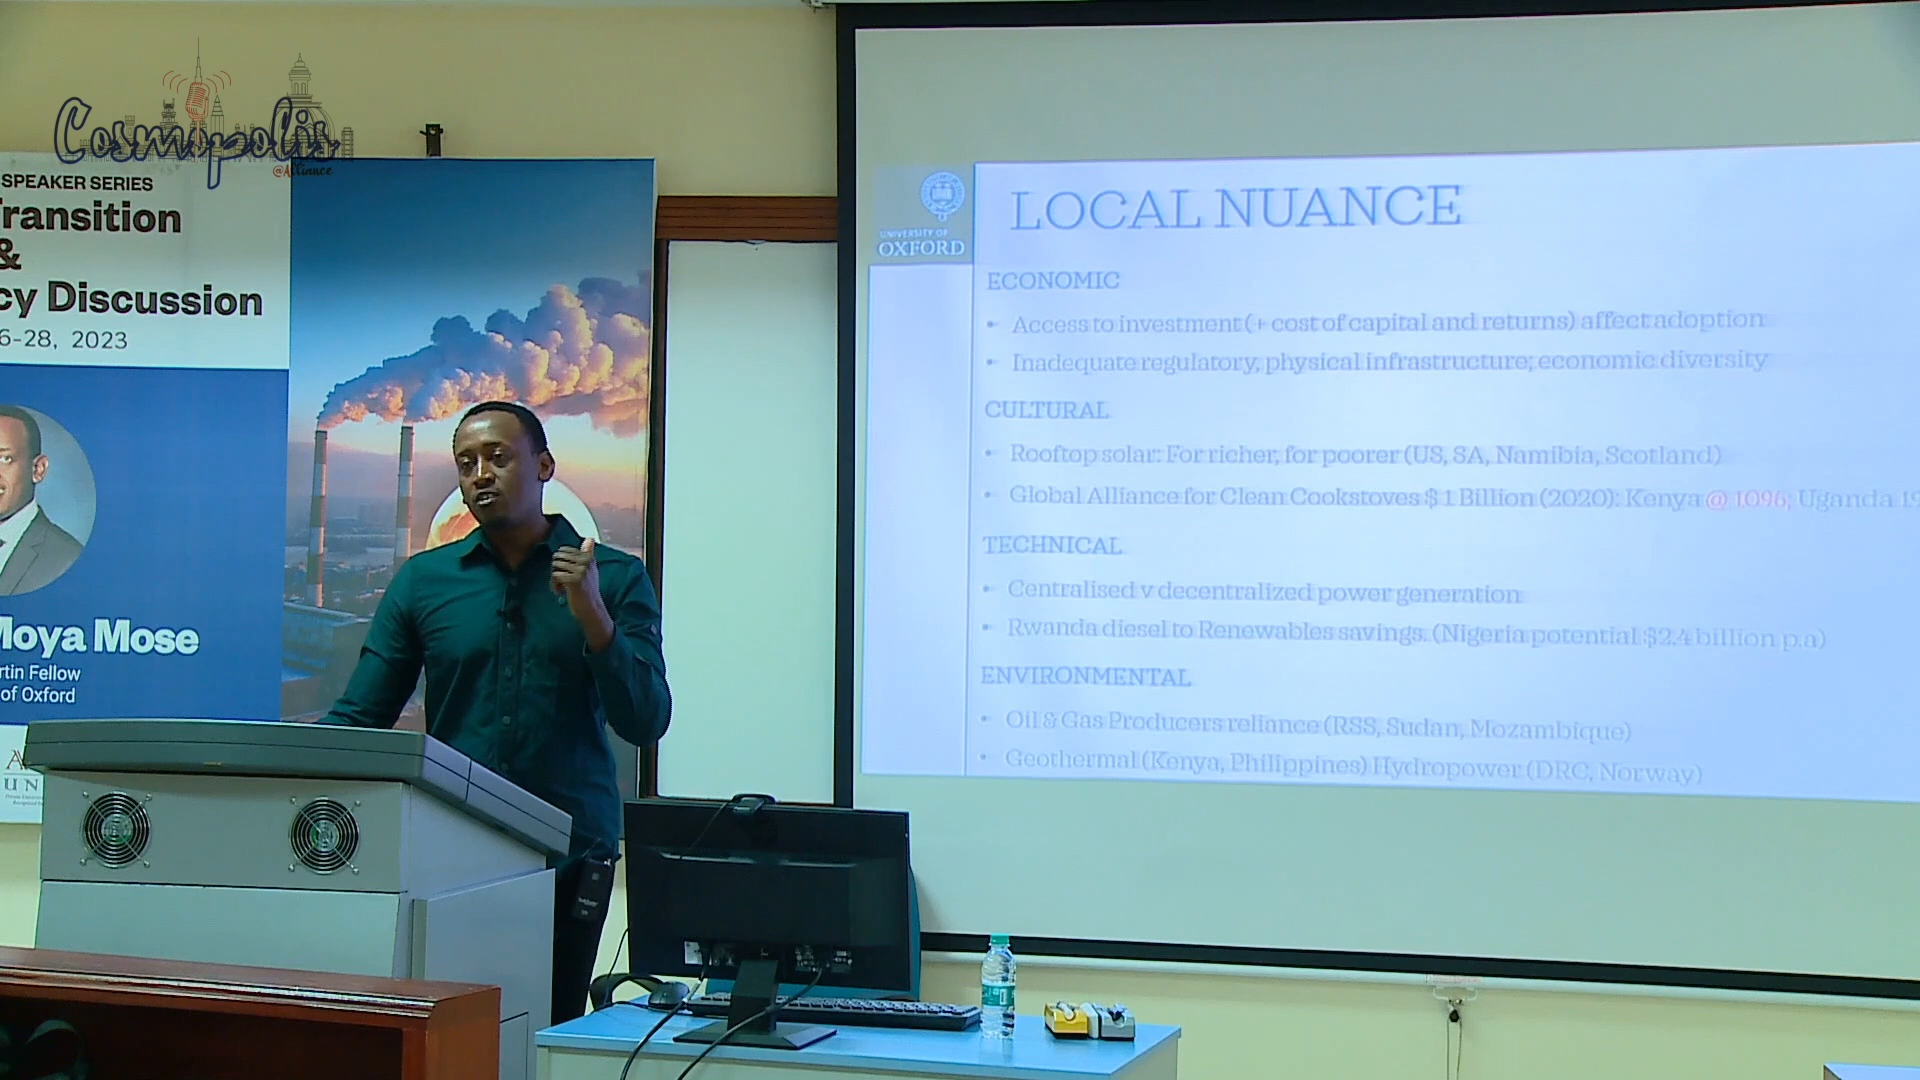 Cosmopolis
@Alliance
SPEAKER SERIES
Transition
&
cy Discussion
6-28, 2023
Moya Mose
rtin Fellow
of Oxford
UN
UNIVERSITY OF
OXFORD
LOCAL NUANCE
ECONOMIC
• Access to investment (+ cost of capital and returns) affect adoption
• Inadequate regulatory, physical infrastructure; economic diversity
CULTURAL
• Rooftop solar: For richer, for poorer (US, SA, Namibia, Scotland)
• Global Alliance for Clean Cookstoves $ 1 Billion (2020): Kenya @ 1096; Uganda 19
TECHNICAL
• Centralised v decentralized power generation
• Rwanda diesel to Renewables savings. (Nigeria potential $2.4 billion p.a)
ENVIRONMENTAL
• Oil & Gas Producers reliance (RSS, Sudan, Mozambique)
• Geothermal (Kenya, Philippines) Hydropower (DRC, Norway)